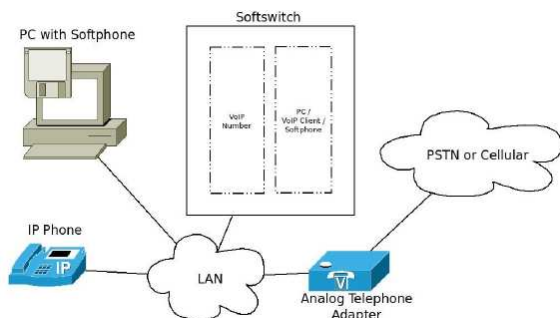 Softswitch
PC with Softphone
VoIP
Number
PC /
VoIP Client /
Softphone
PSTN or Cellular
IP Phone
IP
LAN
VI
Analog Telephone
Adapter